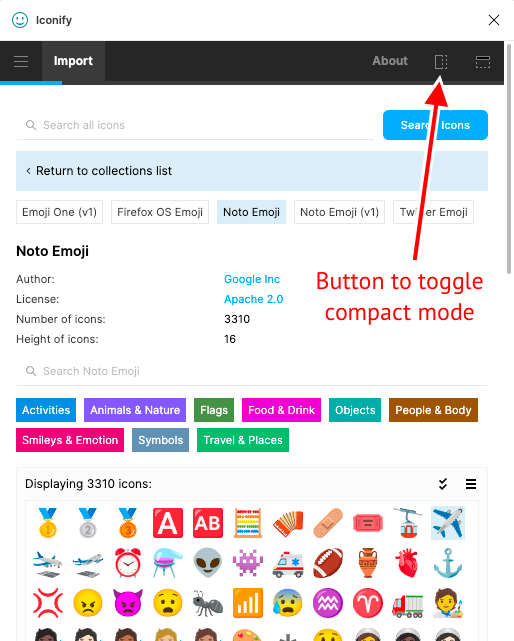 Iconify
Import
About
Search all icons
Search Icons
Return to collections list
Emoji One (v1)
Firefox OS Emoji
Noto Emoji
Noto Emoji (v1)
Twitter Emoji
Noto Emoji
Author: Google Inc
License: Apache 2.0
Number of icons: 3310
Height of icons: 16
Button to toggle
compact mode
Search Noto Emoji
Activities
Animals & Nature
Flags
Food & Drink
Objects
People & Body
Smileys & Emotion
Symbols
Travel & Places
Displaying 3310 icons:
A
AB